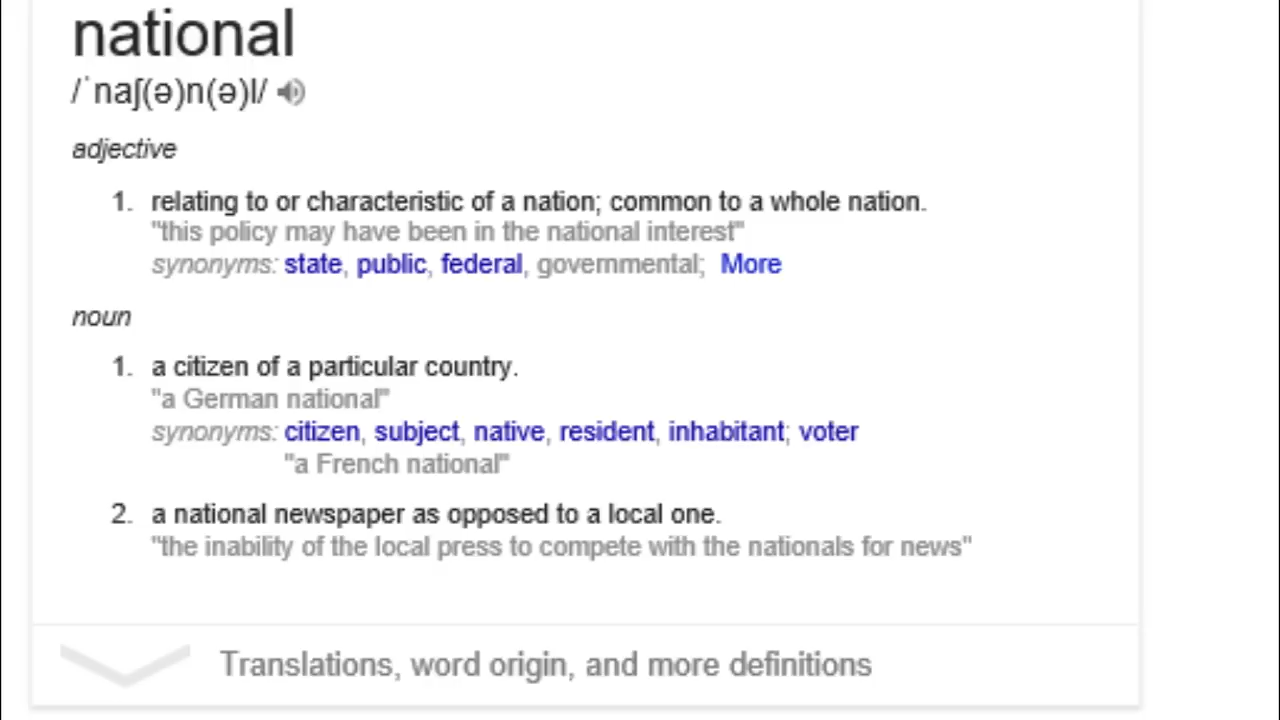 national
/ˈnaʃ(ə)n(ə)l/
adjective
1. relating to or characteristic of a nation; common to a whole nation.
"this policy may have been in the national interest"
synonyms: state, public, federal, governmental; More
noun
1. a citizen of a particular country.
"a German national"
synonyms: citizen, subject, native, resident, inhabitant; voter
"a French national"
2. a national newspaper as opposed to a local one.
"the inability of the local press to compete with the nationals for news"
Translations, word origin, and more definitions